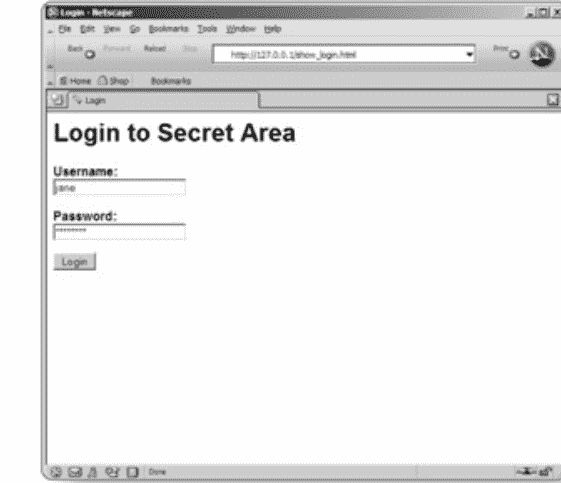 Login - Netscape
File Edit View Go Bookmarks Tools Window Help
Back Forward Reload Stop http://127.0.0.1/show_login.html Print
Home Shop Bookmarks
Login
Login to Secret Area
Username:
jane
Password:
********
Login
Done